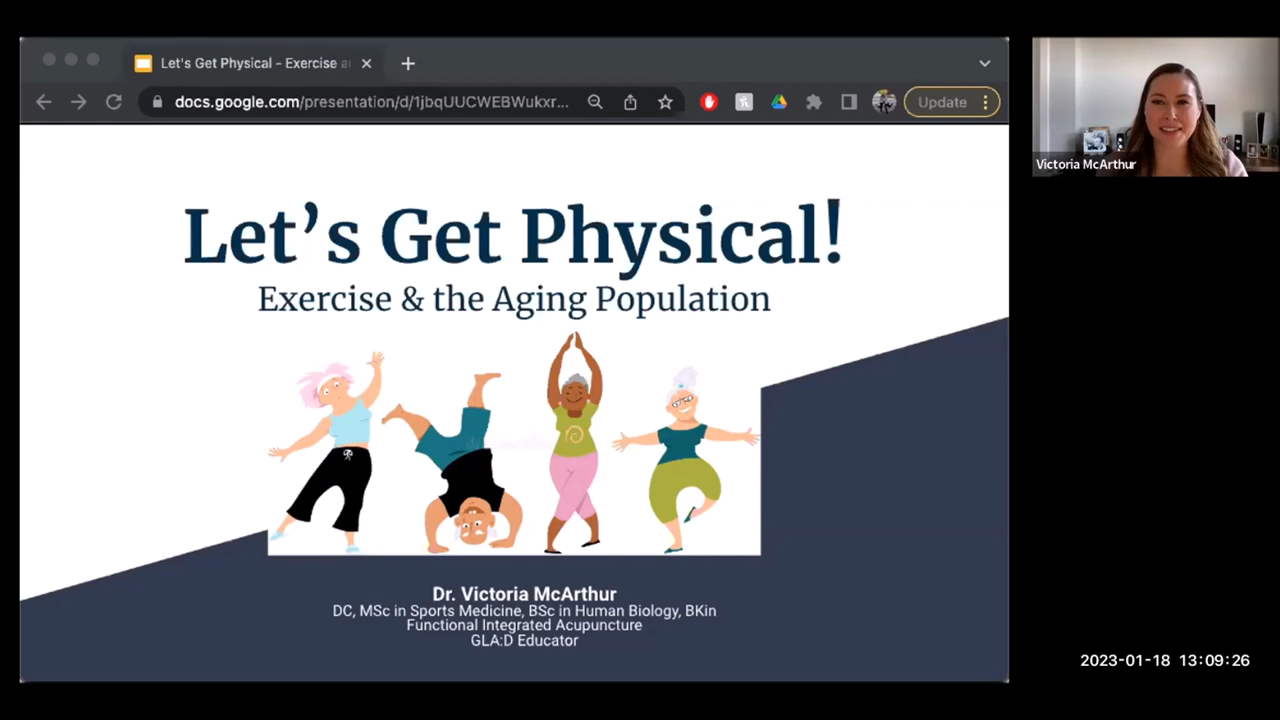 Let's Get Physical - Exercise a
docs.google.com/presentation/d/1jbqUUCWEBWukxr...
Update
Let’s Get Physical!
Exercise & the Aging Population
Dr. Victoria McArthur
DC, MSc in Sports Medicine, BSc in Human Biology, BKin
Functional Integrated Acupuncture
GLA:D Educator
Victoria McArthur
2023-01-18 13:09:26